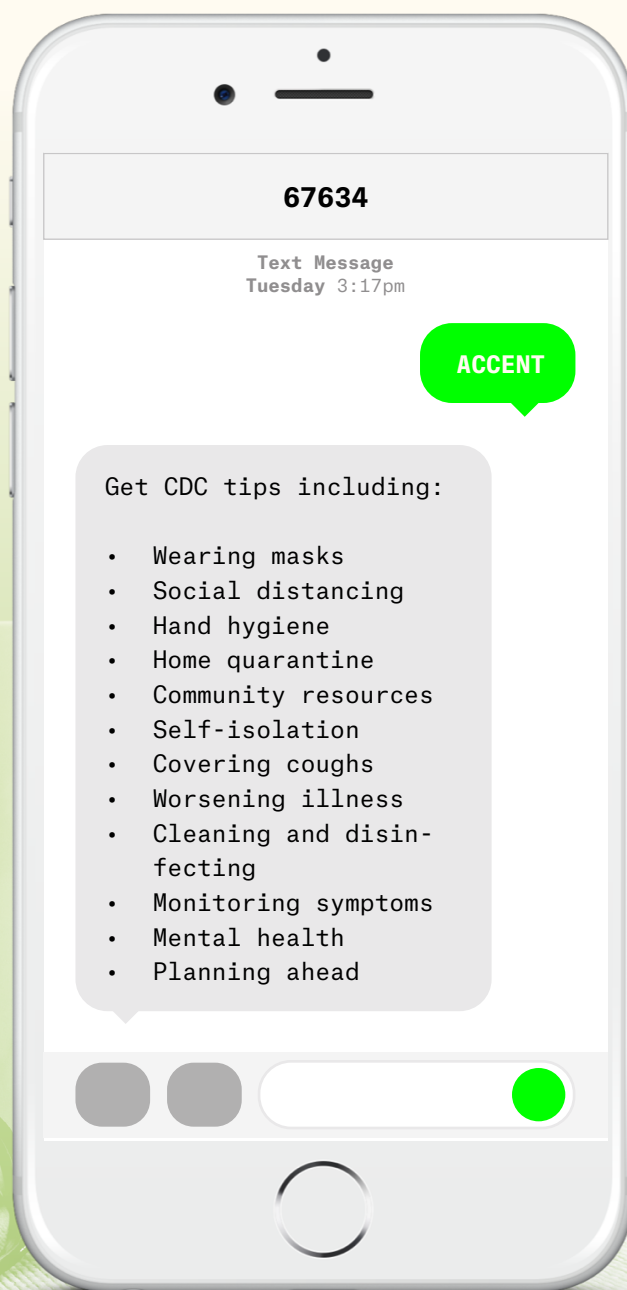 67634
Text Message
Tuesday 3:17pm
ACCENT
Get CDC tips including:
• Wearing masks
• Social distancing
• Hand hygiene
• Home quarantine
• Community resources
• Self-isolation
• Covering coughs
• Worsening illness
• Cleaning and disin-
fecting
• Monitoring symptoms
• Mental health
• Planning ahead